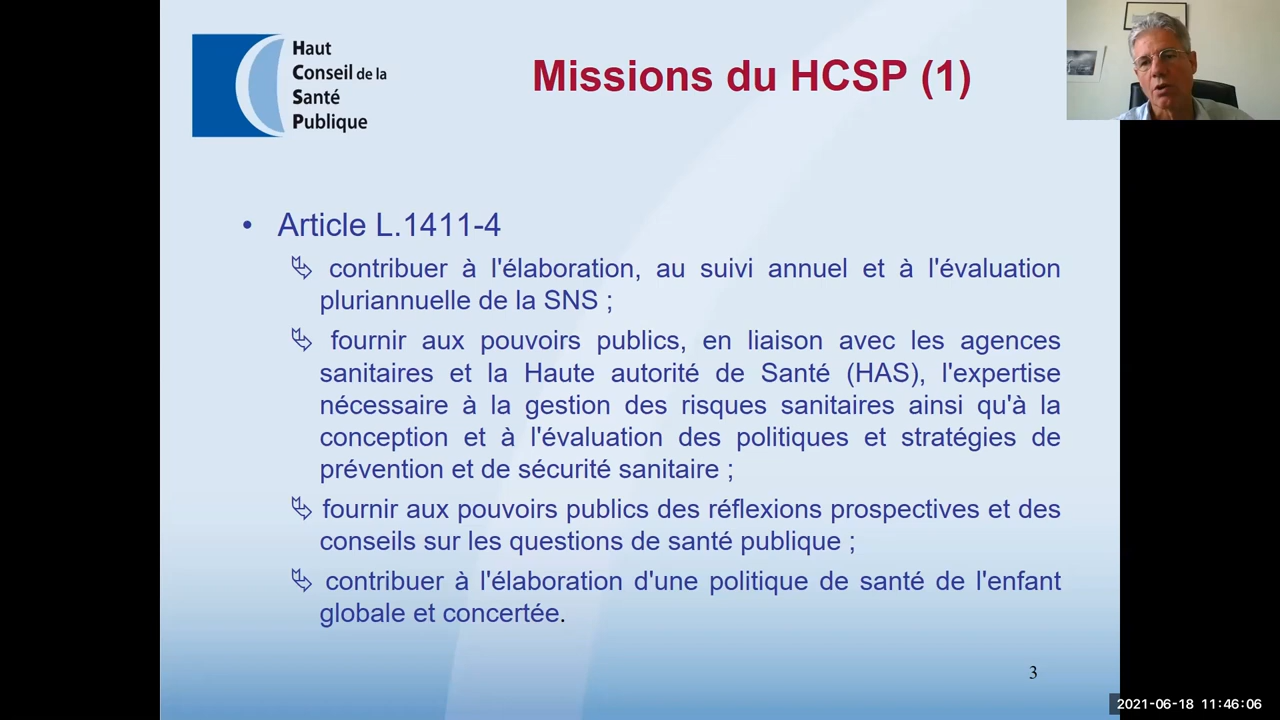 Haut
Conseil de la
Santé
Publique
Missions du HCSP (1)
• Article L.1411-4
contribuer à l'élaboration, au suivi annuel et à l'évaluation
pluriannuelle de la SNS ;
fournir aux pouvoirs publics, en liaison avec les agences
sanitaires et la Haute autorité de Santé (HAS), l'expertise
nécessaire à la gestion des risques sanitaires ainsi qu'à la
conception et à l'évaluation des politiques et stratégies de
prévention et de sécurité sanitaire ;
fournir aux pouvoirs publics des réflexions prospectives et des
conseils sur les questions de santé publique ;
contribuer à l'élaboration d'une politique de santé de l'enfant
globale et concertée.
3
2021-06-18 11:46:06